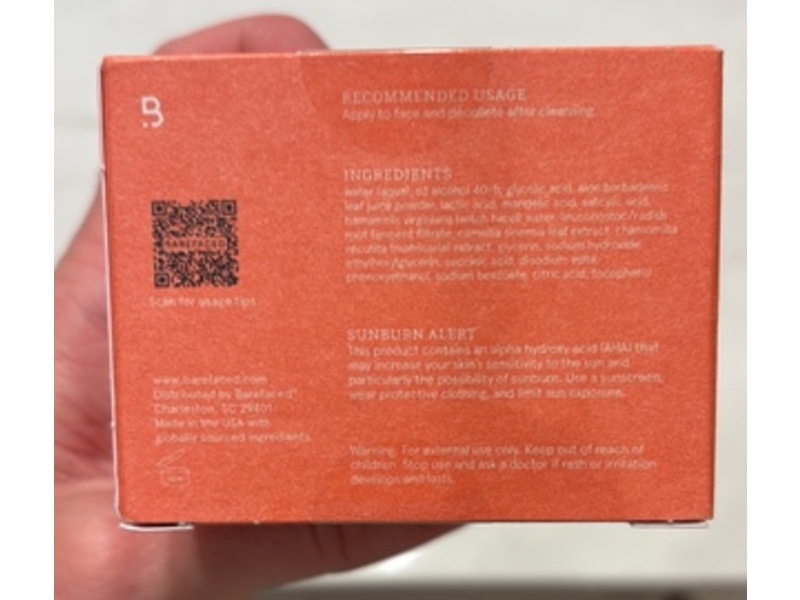 B
RECOMMENDED USAGE
Apply to face and décolleté after cleansing.
INGREDIENTS
water (aqua), sd alcohol 40-b, glycolic acid, aloe barbadensis
leaf juice powder, lactic acid, mandelic acid, salicylic acid,
hamamelis virginiana (witch hazel) water, leuconostoc/radish
root ferment filtrate, camellia sinensis leaf extract, chamomilla
recutita (matricaria) extract, glycerin, sodium hydroxide,
ethylhexylglycerin, succinic acid, disodium edta,
phenoxyethanol, sodium benzoate, citric acid, tocopherol
BAREFACED
Scan for usage tips
SUNBURN ALERT
This product contains an alpha hydroxy acid (AHA) that
may increase your skin's sensitivity to the sun and
particularly the possibility of sunburn. Use a sunscreen,
wear protective clothing, and limit sun exposure.
www.barefaced.com
Distributed by Barefaced™
Charleston, SC 29401
Made in the USA with
globally sourced ingredients.
Warning: For external use only. Keep out of reach of
children. Stop use and ask a doctor if rash or irritation
develops and lasts.